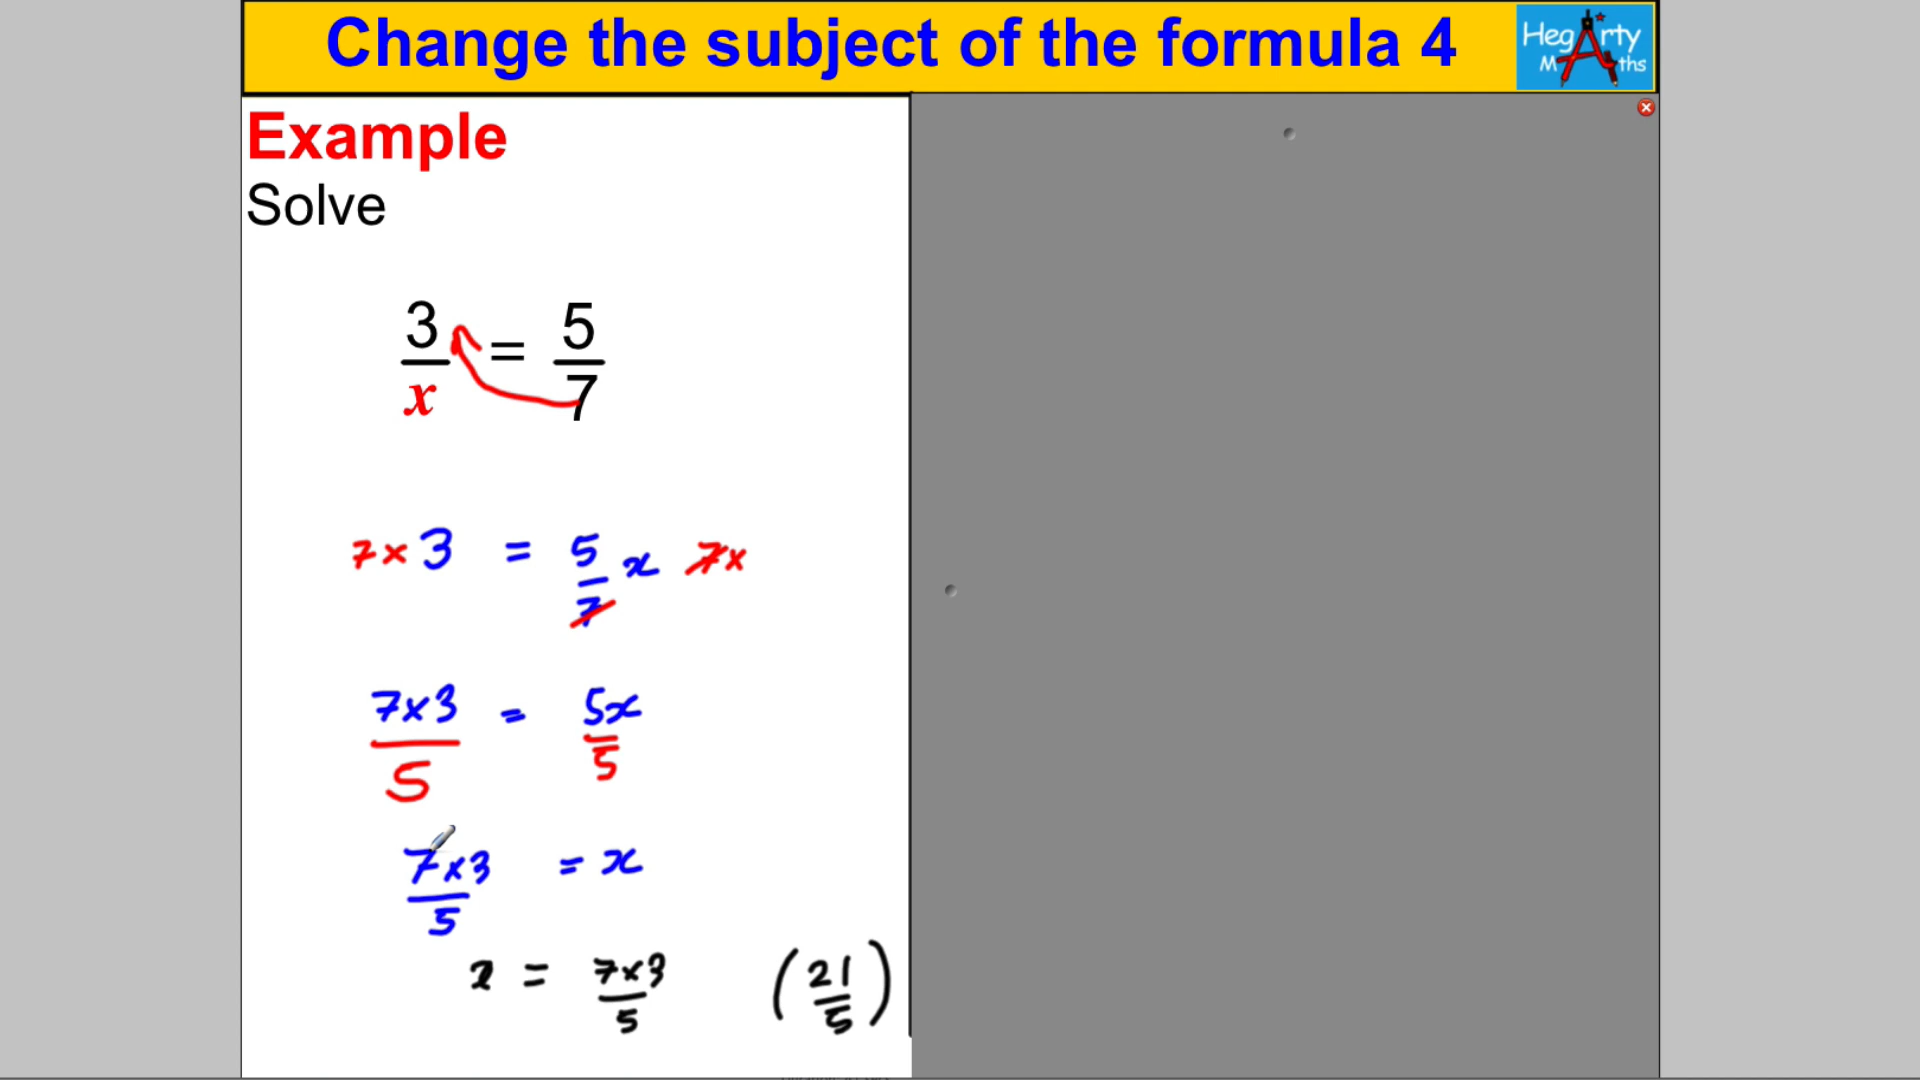 Change the subject of the formula 4
HegArty
Maths
Example
Solve
3/x = 5/7
7 × 3 = 5/7 x 7x
7×3/5 = 5x/5
7×3/5 = x
x = 7×3/5 (21/5)